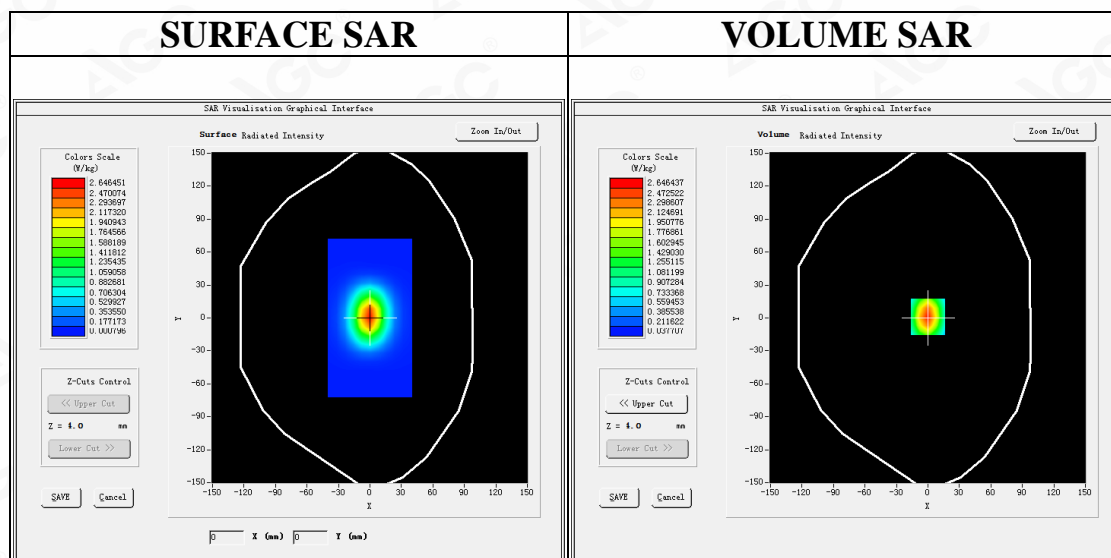 SURFACE SAR
VOLUME SAR
SAR Visualisation Graphical Interface
Surface Radiated Intensity
Zoom In/Out
Colors Scale
(W/kg)
2.646451
2.470074
2.293697
2.117320
1.940943
1.764566
1.588189
1.411812
1.235435
1.059058
0.882681
0.706304
0.529927
0.353550
0.177173
0.000796
Z-Cuts Control
<< Upper Cut
Z = 4.0 mm
Lower Cut >>
SAVE Cancel
150
120
90
60
30
0
-30
-60
-90
-120
-150
Y
-150 -120 -90 -60 -30 0 30 60 90 120 150
X
0 X (mm) 0 Y (mm)
SAR Visualisation Graphical Interface
Volume Radiated Intensity
Zoom In/Out
Colors Scale
(W/kg)
2.646437
2.472522
2.298607
2.124691
1.950776
1.776861
1.602945
1.429030
1.255115
1.081199
0.907284
0.733368
0.559453
0.385538
0.211622
0.037707
Z-Cuts Control
<< Upper Cut
Z = 4.0 mm
Lower Cut >>
SAVE Cancel
150
120
90
60
30
0
-30
-60
-90
-120
-150
Y
-150 -120 -90 -60 -30 0 30 60 90 120 150
X